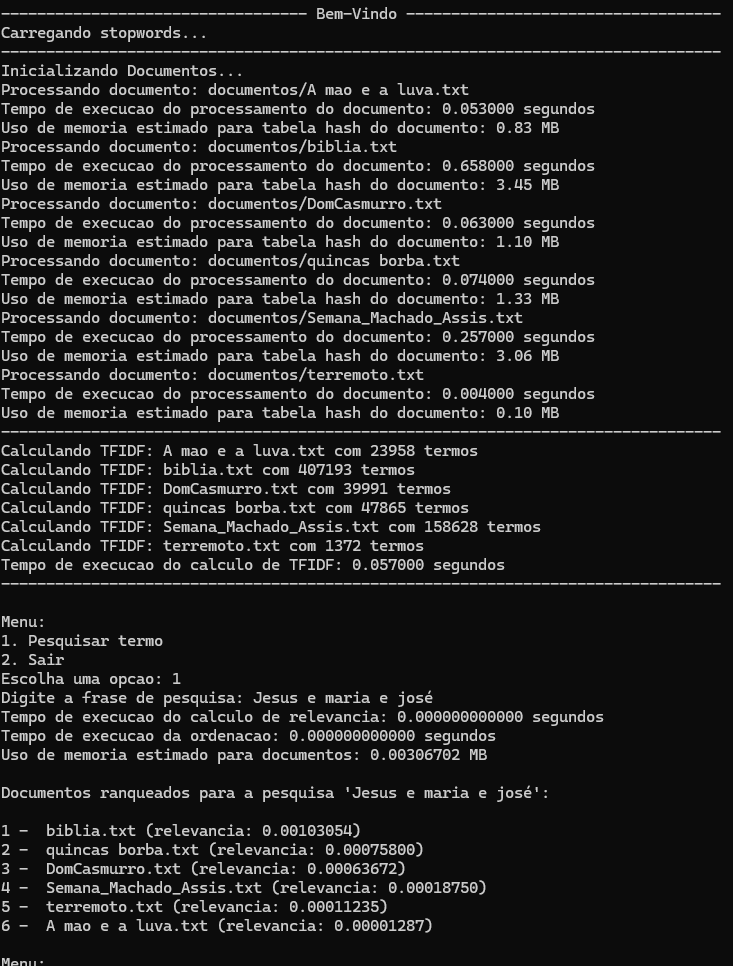 ---------------------------------- Bem-Vindo -----------------------------------
Carregando stopwords...
--------------------------------------------------------------------------------
Inicializando Documentos...
Processando documento: documentos/A mao e a luva.txt
Tempo de execucao do processamento do documento: 0.053000 segundos
Uso de memoria estimado para tabela hash do documento: 0.83 MB
Processando documento: documentos/biblia.txt
Tempo de execucao do processamento do documento: 0.658000 segundos
Uso de memoria estimado para tabela hash do documento: 3.45 MB
Processando documento: documentos/DomCasmurro.txt
Tempo de execucao do processamento do documento: 0.063000 segundos
Uso de memoria estimado para tabela hash do documento: 1.10 MB
Processando documento: documentos/quincas borba.txt
Tempo de execucao do processamento do documento: 0.074000 segundos
Uso de memoria estimado para tabela hash do documento: 1.33 MB
Processando documento: documentos/Semana_Machado_Assis.txt
Tempo de execucao do processamento do documento: 0.257000 segundos
Uso de memoria estimado para tabela hash do documento: 3.06 MB
Processando documento: documentos/terremoto.txt
Tempo de execucao do processamento do documento: 0.004000 segundos
Uso de memoria estimado para tabela hash do documento: 0.10 MB
--------------------------------------------------------------------------------
Calculando TFIDF: A mao e a luva.txt com 23958 termos
Calculando TFIDF: biblia.txt com 407193 termos
Calculando TFIDF: DomCasmurro.txt com 39991 termos
Calculando TFIDF: quincas borba.txt com 47865 termos
Calculando TFIDF: Semana_Machado_Assis.txt com 158628 termos
Calculando TFIDF: terremoto.txt com 1372 termos
Tempo de execucao do calculo de TFIDF: 0.057000 segundos
--------------------------------------------------------------------------------
Menu:
1. Pesquisar termo
2. Sair
Escolha uma opcao: 1
Digite a frase de pesquisa: Jesus e maria e josé
Tempo de execucao do calculo de relevancia: 0.000000000000 segundos
Tempo de execucao da ordenacao: 0.000000000000 segundos
Uso de memoria estimado para documentos: 0.00306702 MB
Documentos ranqueados para a pesquisa 'Jesus e maria e josé':
1 -  biblia.txt (relevancia: 0.00103054)
2 -  quincas borba.txt (relevancia: 0.00075800)
3 -  DomCasmurro.txt (relevancia: 0.00063672)
4 -  Semana_Machado_Assis.txt (relevancia: 0.00018750)
5 -  terremoto.txt (relevancia: 0.00011235)
6 -  A mao e a luva.txt (relevancia: 0.00001287)
Menu: